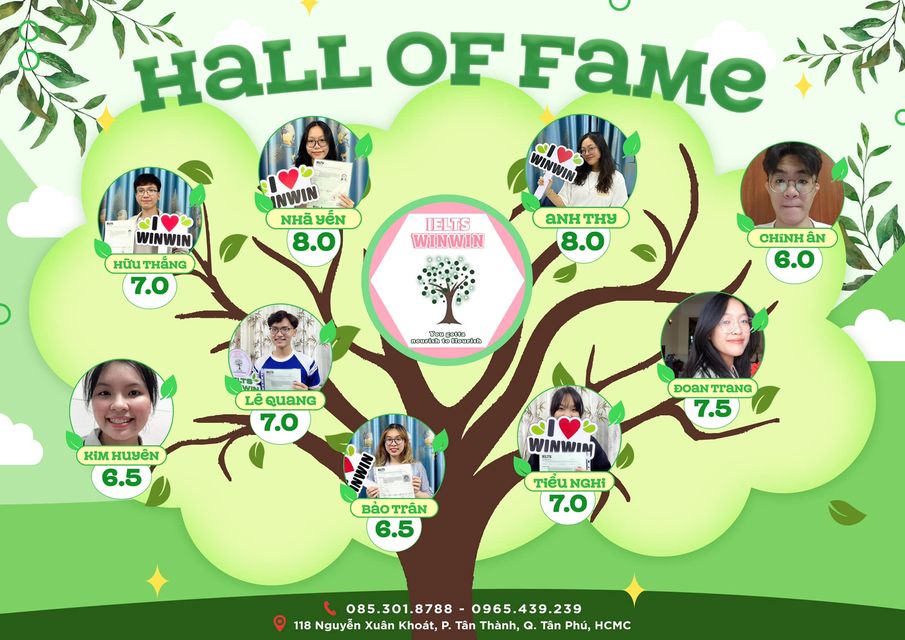 HaLL OF FaMe
I ❤ WINWIN
NHÃ YẾN
8.0
I ❤ WINWIN
ANH THY
8.0
I ❤ WINWIN
HỮU THẮNG
7.0
CHÍNH ÂN
6.0
IELTS
WINWIN
You gotta
nourish to flourish
LÊ QUANG
7.0
ĐOAN TRANG
7.5
KIM HUYÊN
6.5
WINWIN
BẢO TRÂN
6.5
I ❤
WINWIN
TIỂU NGHI
7.0
085.301.8788 - 0965.439.239
118 Nguyễn Xuân Khoát, P. Tân Thành, Q. Tân Phú, HCMC